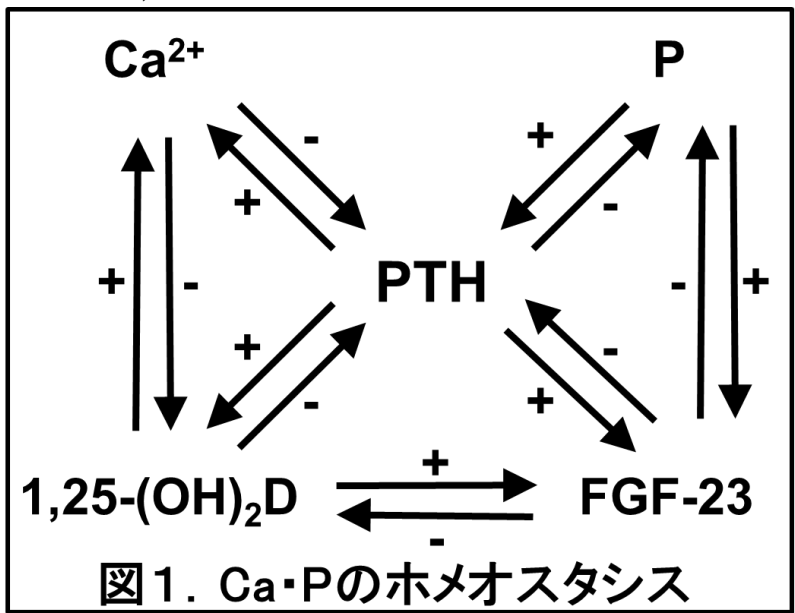 Ca²⁺ P
- +
+ -
+ - PTH - +
+ -
- +
1,25-(OH)₂D + FGF-23
-
図1. Ca・Pのホメオスタシス